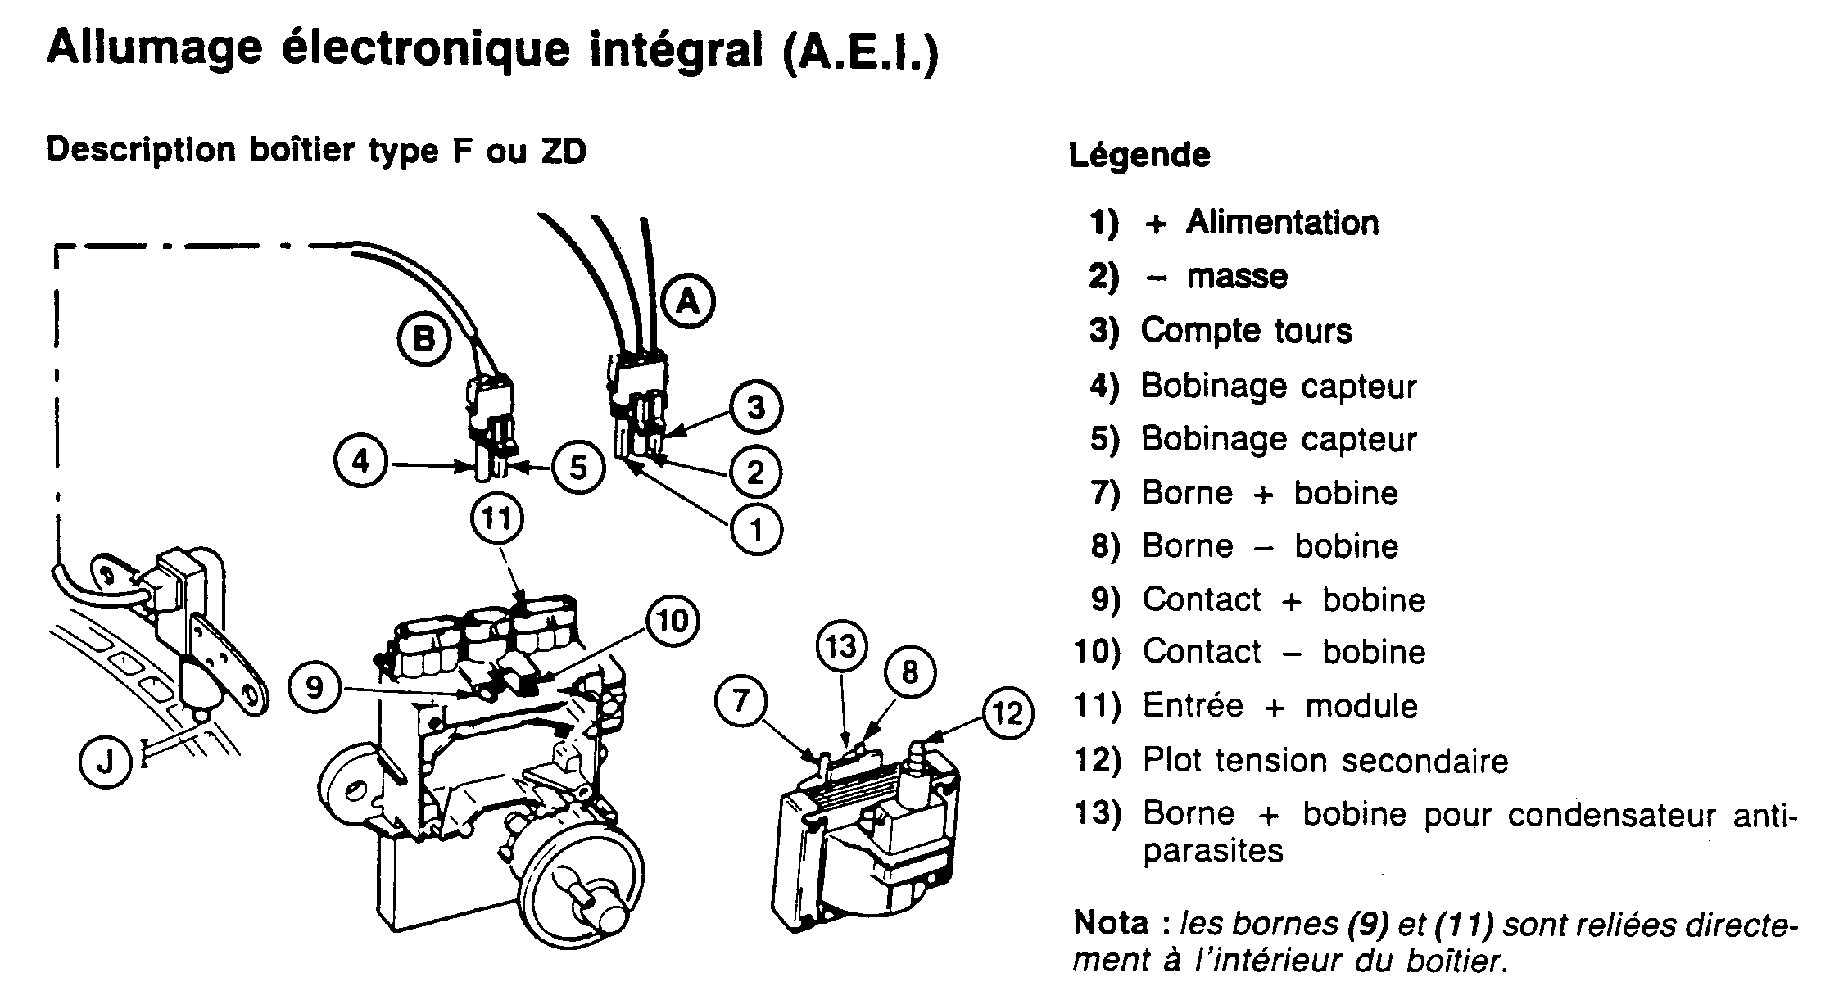 Allumage électronique intégral (A.E.I.)
Description boîtier type F ou ZD
A
B
3
4
5
2
11
1
10
13
9
8
7
12
J
Légende
1) + Alimentation
2) – masse
3) Compte tours
4) Bobinage capteur
5) Bobinage capteur
7) Borne + bobine
8) Borne – bobine
9) Contact + bobine
10) Contact – bobine
11) Entrée + module
12) Plot tension secondaire
13) Borne + bobine pour condensateur anti-
parasites
Nota : les bornes (9) et (11) sont reliées directe-
ment à l'intérieur du boîtier.